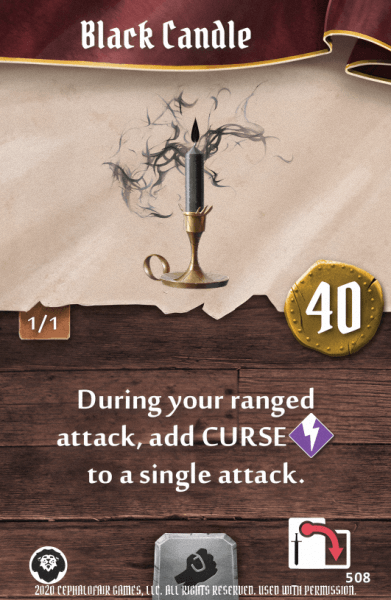 Black Candle
40
1/1
During your ranged
attack, add CURSE
to a single attack.
508
2020 CEPHALOFAIR GAMES, LLC. ALL RIGHTS RESERVED. USED WITH PERMISSION.